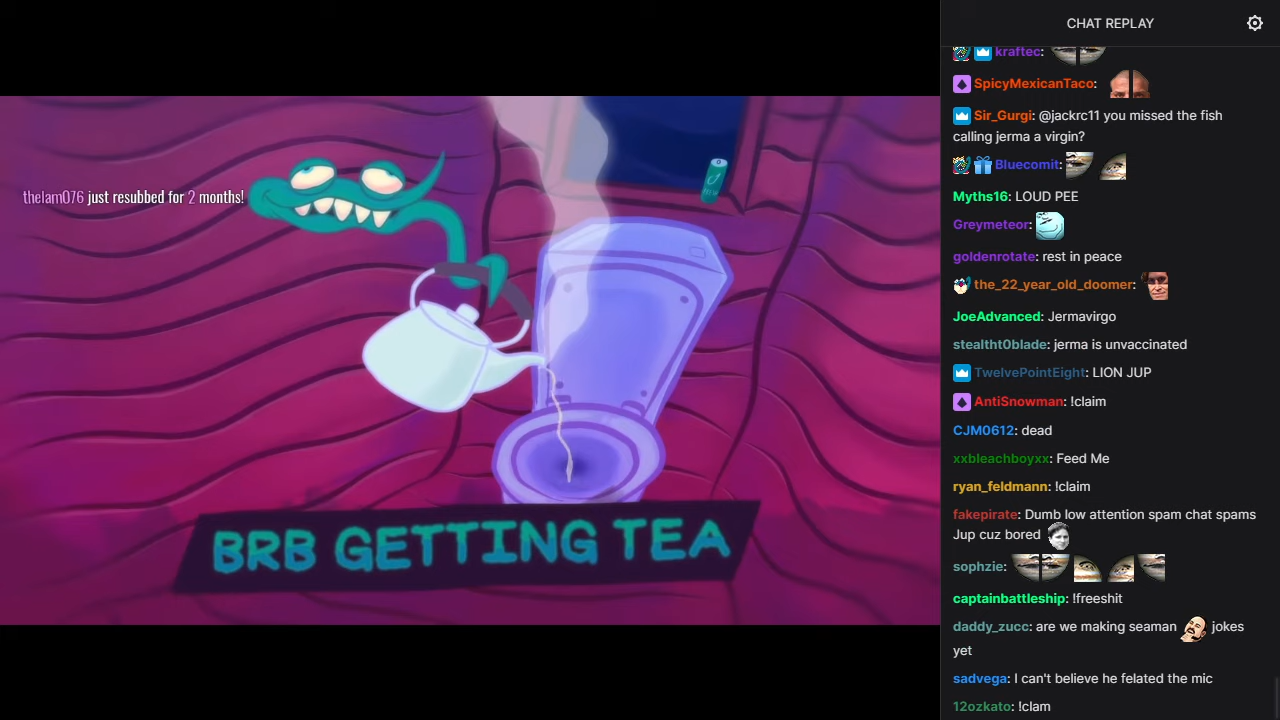 CHAT REPLAY
kraftec:
SpicyMexicanTaco:
Sir_Gurgi: @jackrc11 you missed the fish
calling jerma a virgin?
Bluecomit:
Myths16: LOUD PEE
Greymeteor:
goldenrotate: rest in peace
the_22_year_old_doomer:
JoeAdvanced: Jermavirgo
stealtht0blade: jerma is unvaccinated
TwelvePointEight: LION JUP
AntiSnowman: !claim
CJM0612: dead
xxbleachboyxx: Feed Me
ryan_feldmann: !claim
fakepirate: Dumb low attention spam chat spams
Jup cuz bored
sophzie:
captainbattleship: !freeshit
daddy_zucc: are we making seaman jokes
yet
sadvega: I can't believe he felated the mic
12ozkato: !clam
thelam076 just resubbed for 2 months!
BRB GETTING TEA